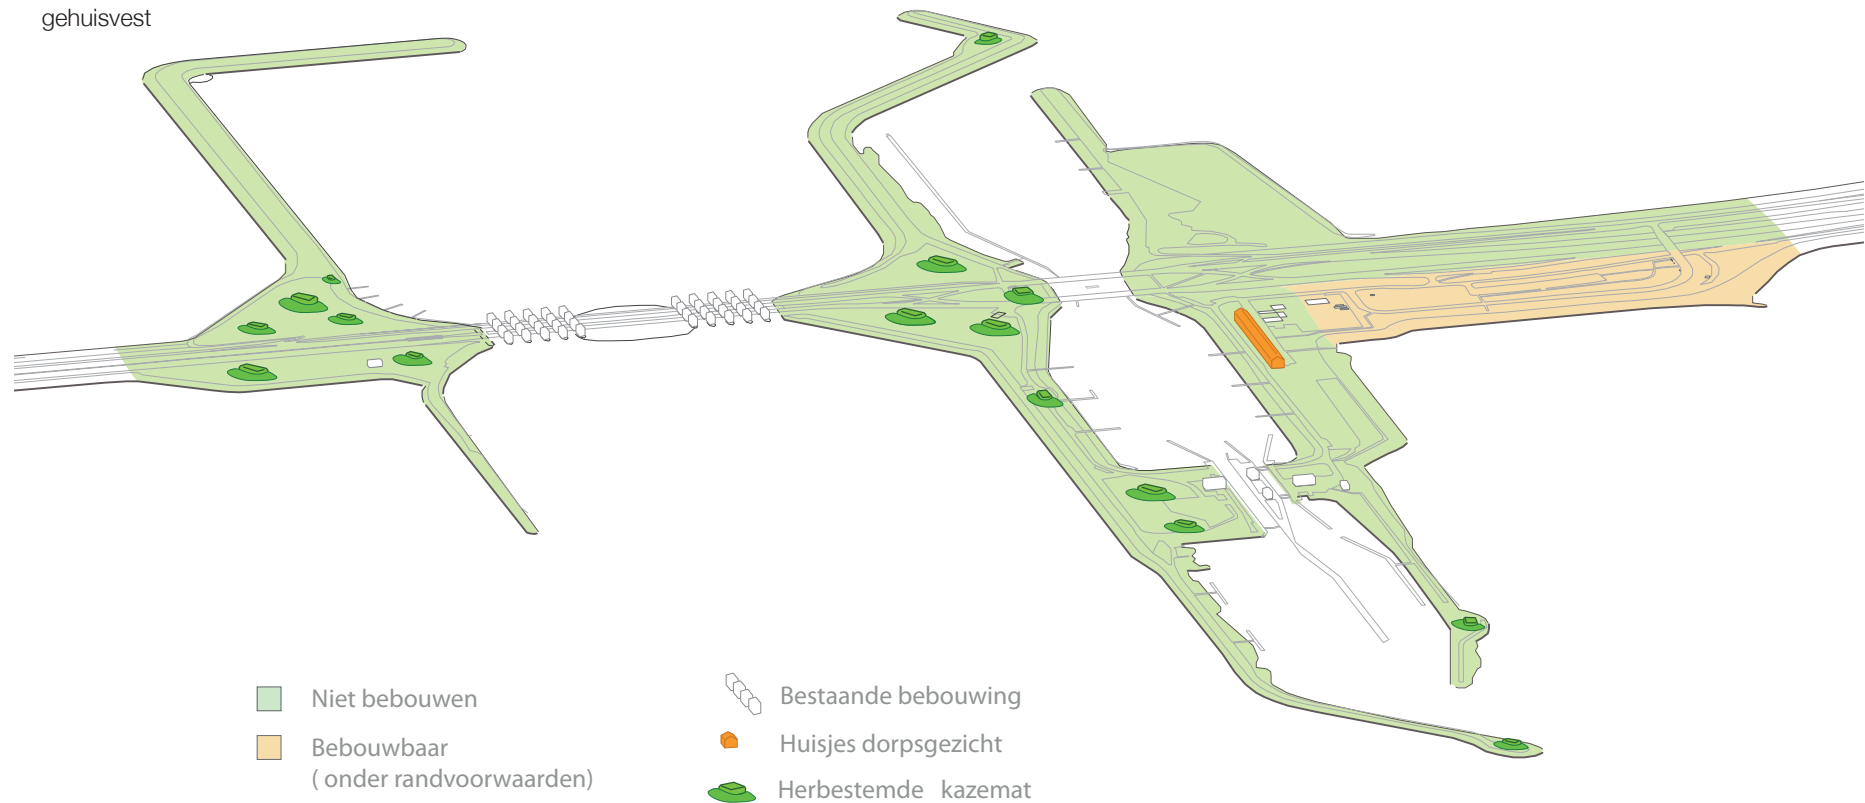 gehuisvest
Niet bebouwen
Bebouwbaar
( onder randvoorwaarden)
Bestaande bebouwing
Huisjes dorpsgezicht
Herbestemde kazemat